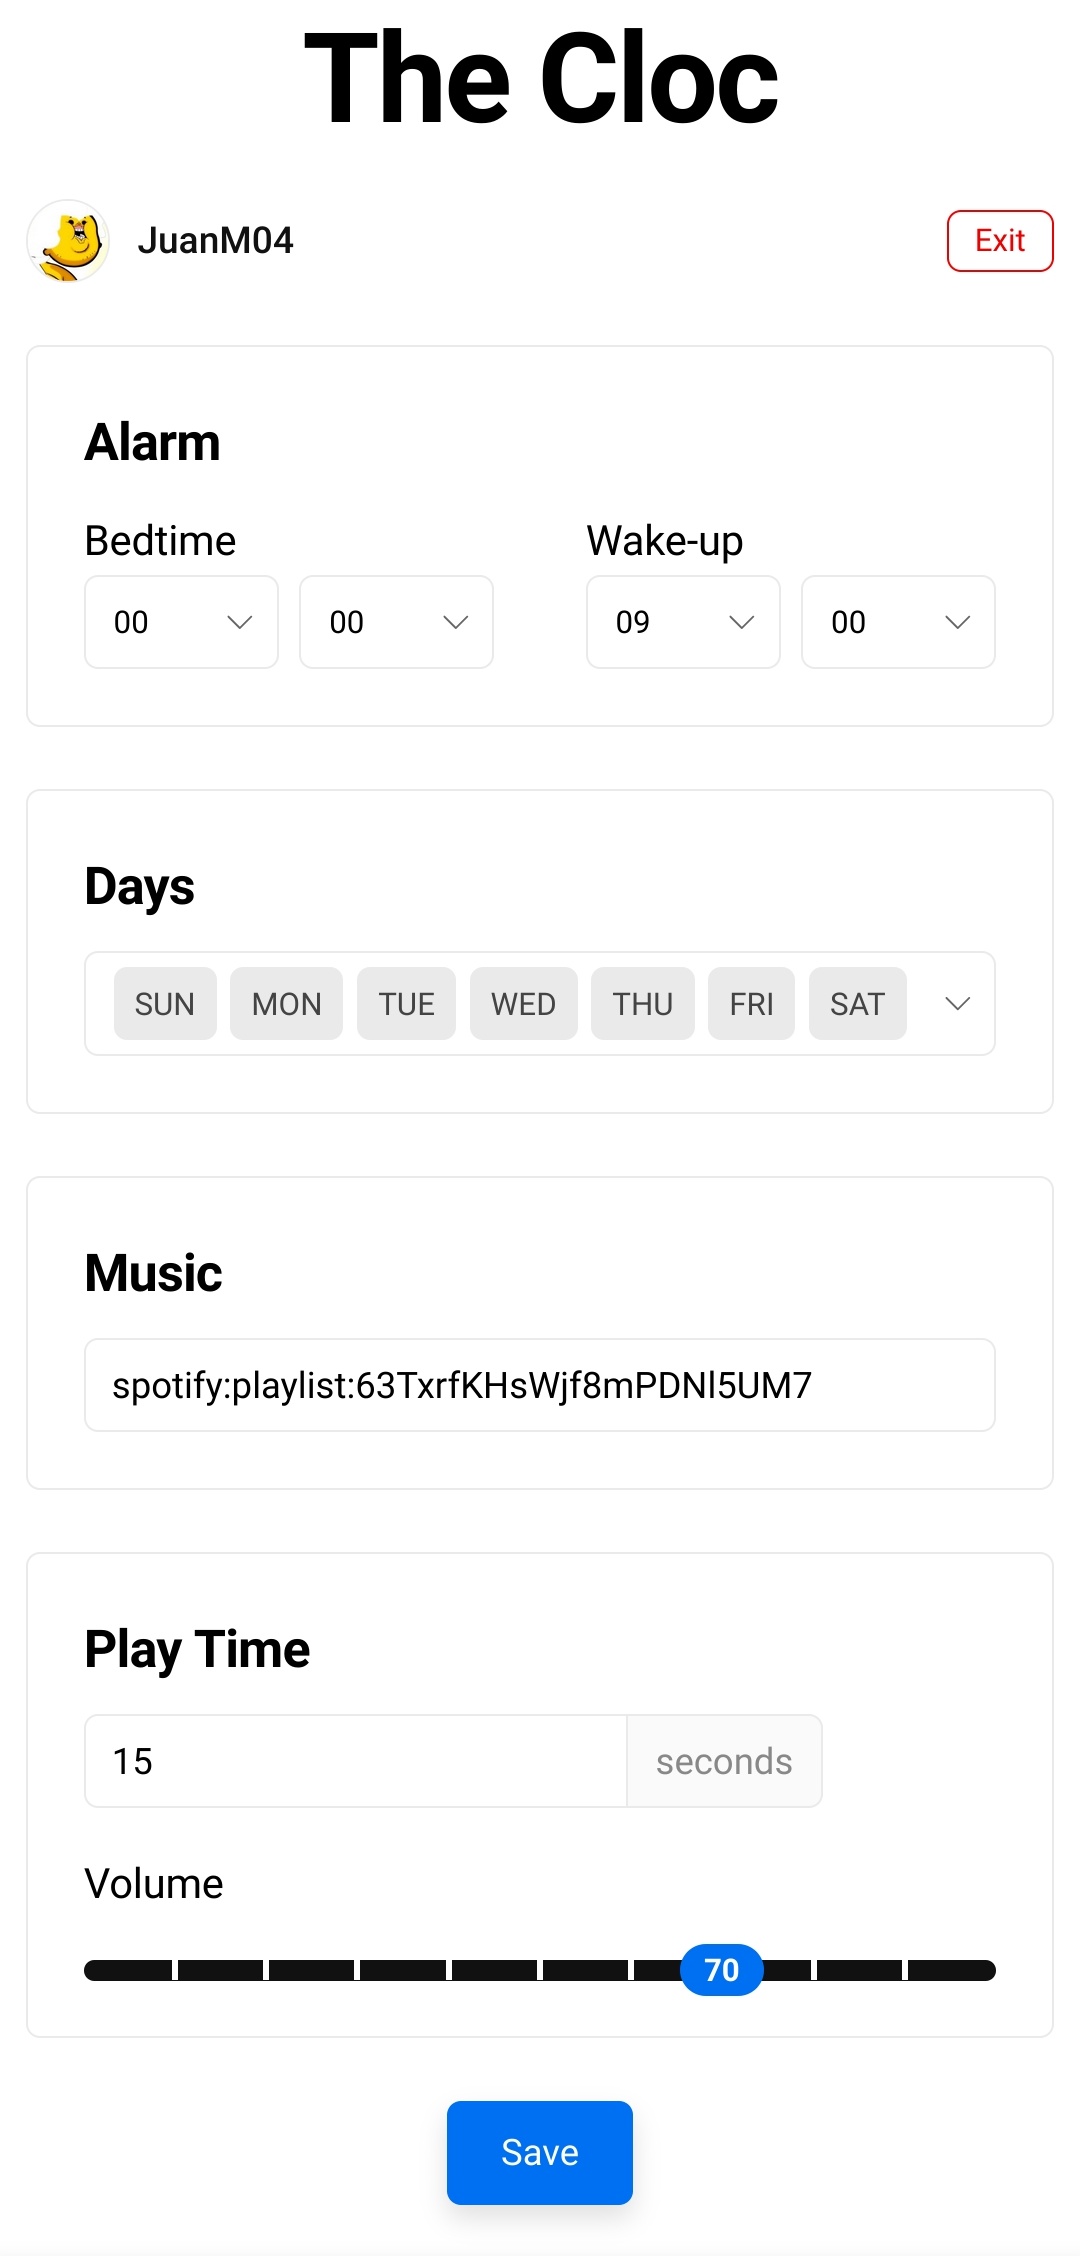 The Cloc
JuanM04
Exit
Alarm
Bedtime
Wake-up
00
00
09
00
Days
SUN MON TUE WED THU FRI SAT
Music
spotify:playlist:63TxrfKHsWjf8mPDNl5UM7
Play Time
15 seconds
Volume
70
Save